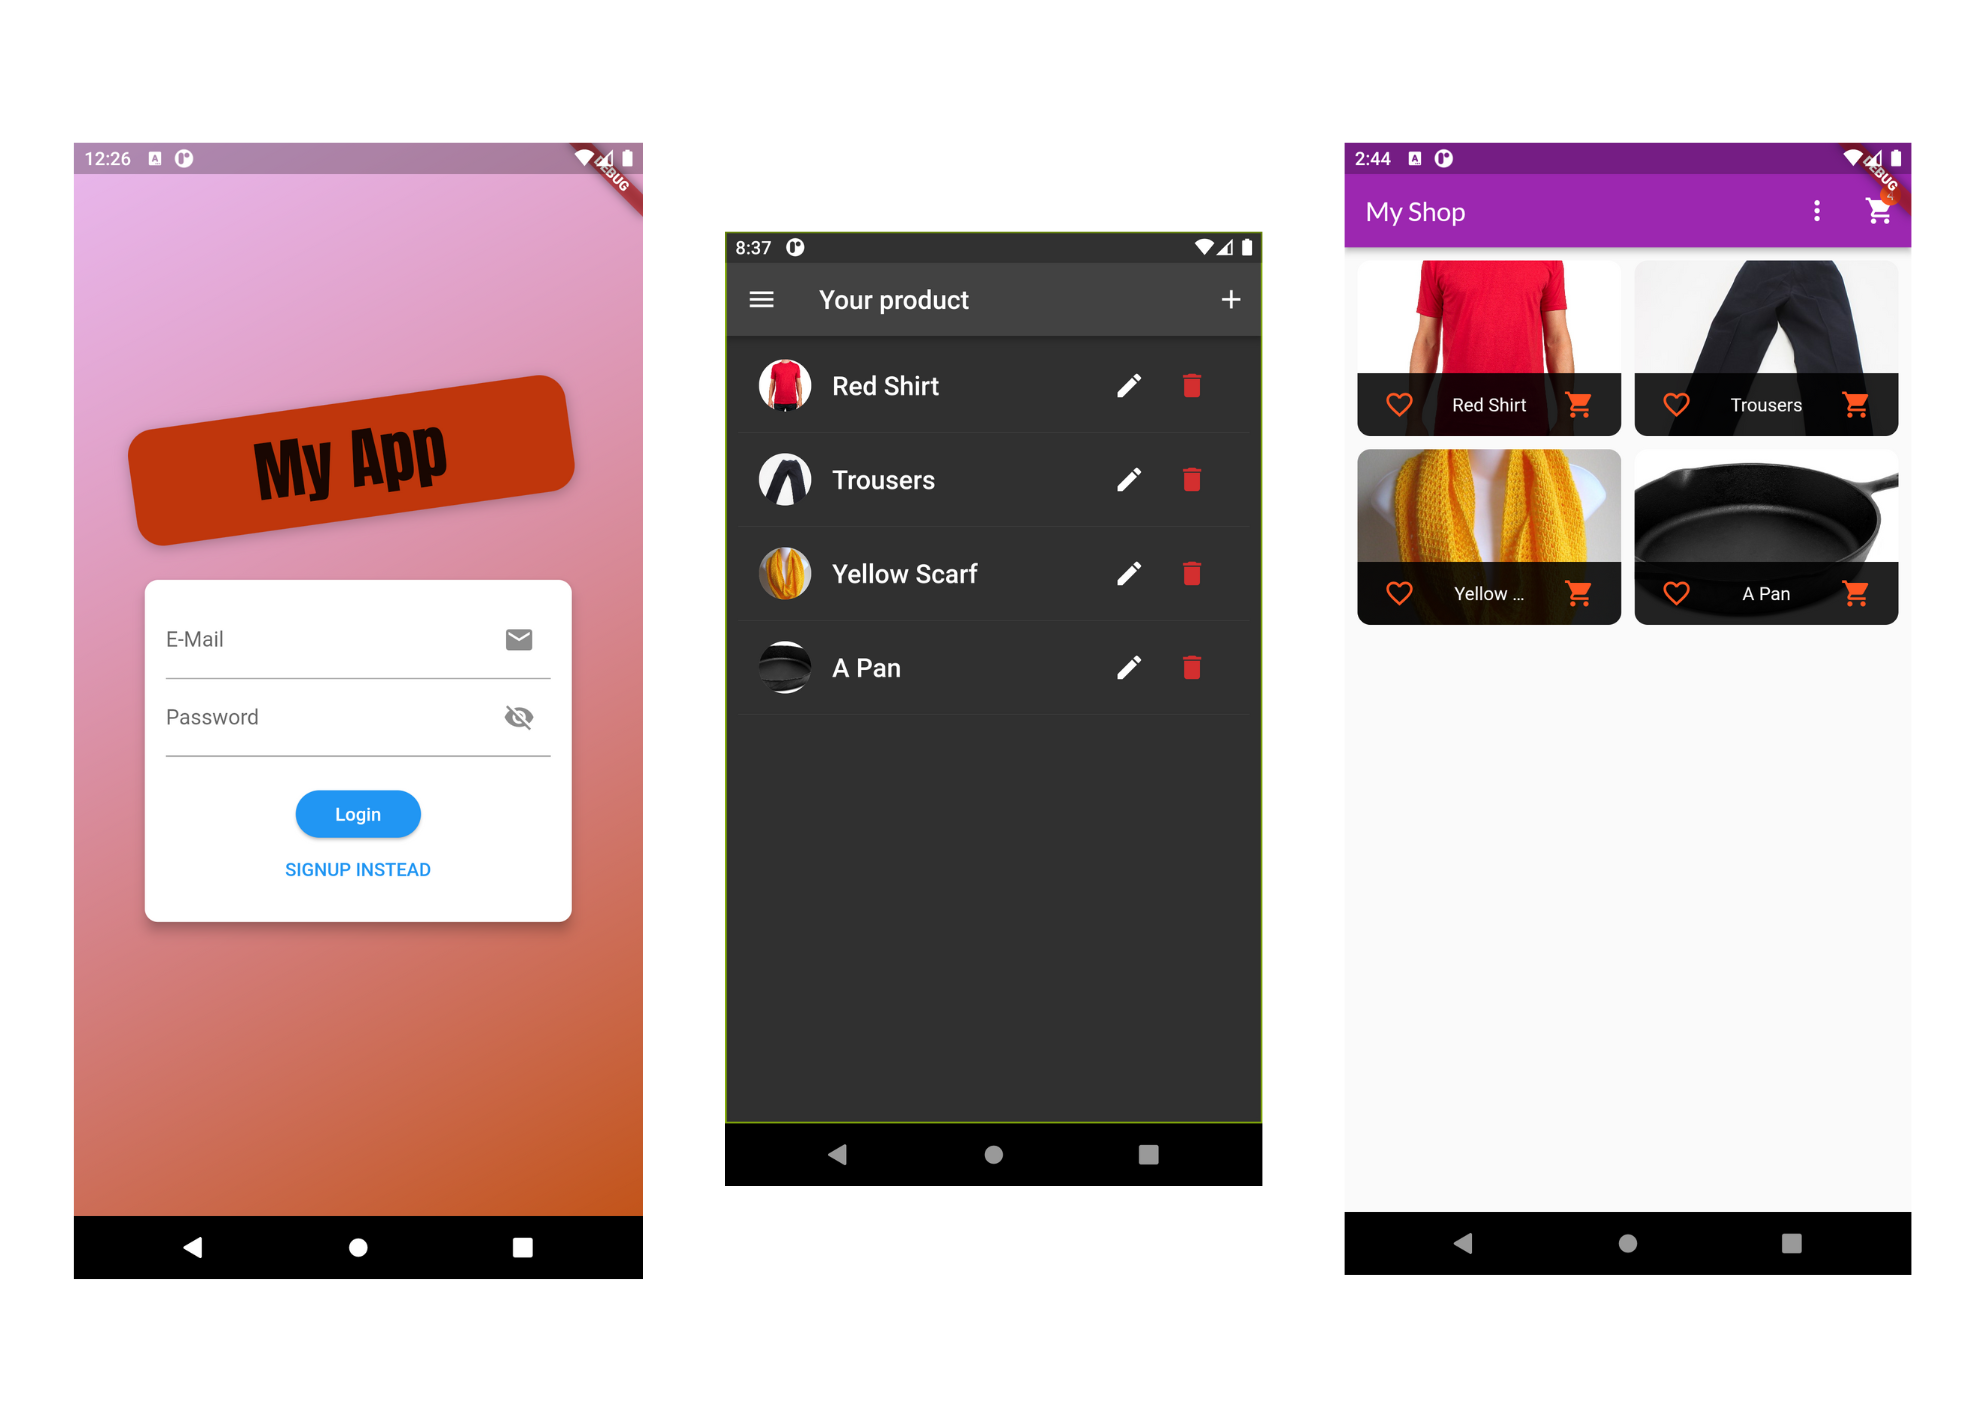 12:26
DEBUG
My App
E-Mail
Password
Login
SIGNUP INSTEAD
8:37
Your product
Red Shirt
Trousers
Yellow Scarf
A Pan
2:44
DEBUG
My Shop
Red Shirt
Trousers
Yellow ...
A Pan